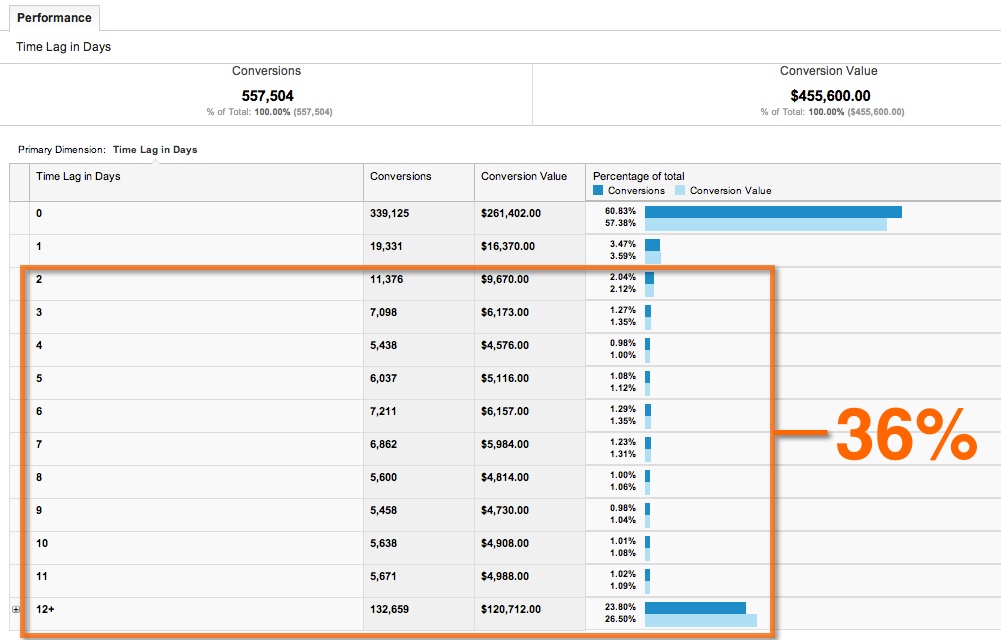 Performance
Time Lag in Days
Conversions Conversion Value
557,504 $455,600.00
% of Total: 100.00% (557,504) % of Total: 100.00% ($455,600.00)
Primary Dimension: Time Lag in Days
Time Lag in Days Conversions Conversion Value Percentage of total
Conversions Conversion Value
0 339,125 $261,402.00 60.83%
57.38%
1 19,331 $16,370.00 3.47%
3.59%
2 11,376 $9,670.00 2.04%
2.12%
3 7,098 $6,173.00 1.27%
1.35%
4 5,438 $4,576.00 0.98%
1.00%
5 6,037 $5,116.00 1.08%
1.12%
6 7,211 $6,157.00 1.29%
1.35%
7 6,862 $5,984.00 1.23%
1.31%
8 5,600 $4,814.00 1.00%
1.06%
9 5,458 $4,730.00 0.98%
1.04%
10 5,638 $4,908.00 1.01%
1.08%
11 5,671 $4,988.00 1.02%
1.09%
12+ 132,659 $120,712.00 23.80%
26.50%
36%